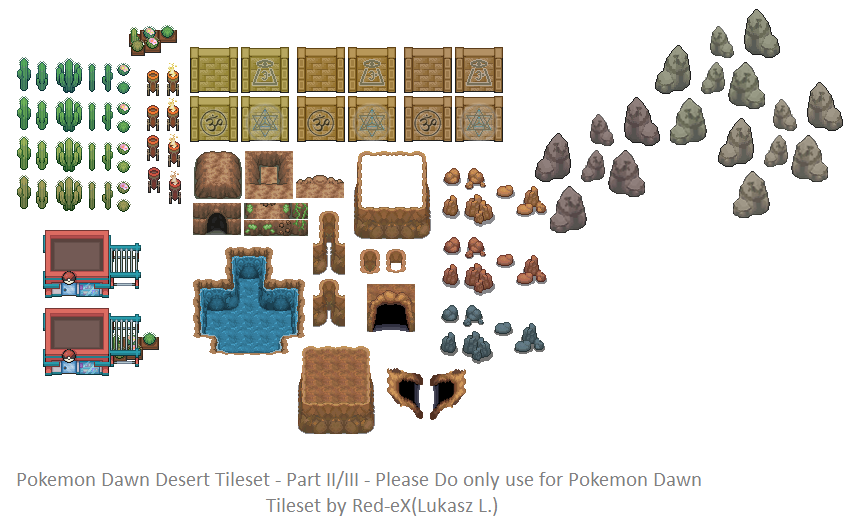 Pokemon Dawn Desert Tileset - Part II/III - Please Do only use for Pokemon Dawn
Tileset by Red-eX(Lukasz L.)